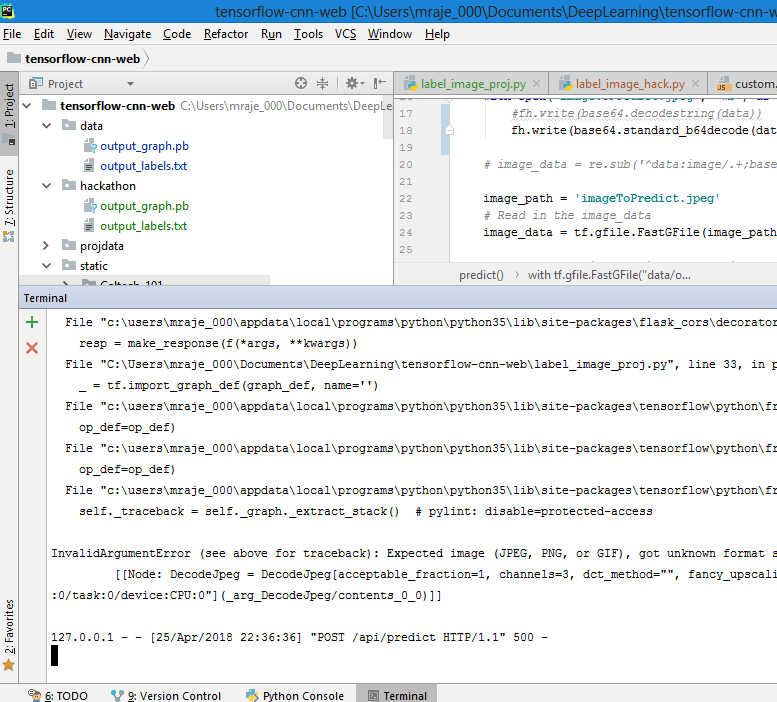 tensorflow-cnn-web [C:\Users\mraje_000\Documents\DeepLearning\tensorflow-cnn-w
File Edit View Navigate Code Refactor Run Tools VCS Window Help
tensorflow-cnn-web
Project label_image_proj.py label_image_hack.py custom.
1: Project
7: Structure
2: Favorites
tensorflow-cnn-web C:\Users\mraje_000\Documents\DeepLe
data
output_graph.pb
output_labels.txt
hackathon
output_graph.pb
output_labels.txt
projdata
static
Caltech_101
17 #fh.write(base64.decodestring(data))
18 fh.write(base64.standard_b64decode(dat
19
20 # image_data = re.sub('^data:image/.+;base
21
22 image_path = 'imageToPredict.jpeg'
23 # Read in the image_data
24 image_data = tf.gfile.FastGFile(image_path
25
predict() with tf.gfile.FastGFile("data/o...
Terminal
File "c:\users\mraje_000\appdata\local\programs\python\python35\lib\site-packages\flask_cors\decorator
resp = make_response(f(*args, **kwargs))
File "C:\Users\mraje_000\Documents\DeepLearning\tensorflow-cnn-web\label_image_proj.py", line 33, in p
_ = tf.import_graph_def(graph_def, name='')
File "c:\users\mraje_000\appdata\local\programs\python\python35\lib\site-packages\tensorflow\python\fr
op_def=op_def)
File "c:\users\mraje_000\appdata\local\programs\python\python35\lib\site-packages\tensorflow\python\fr
op_def=op_def)
File "c:\users\mraje_000\appdata\local\programs\python\python35\lib\site-packages\tensorflow\python\fr
self._traceback = self._graph._extract_stack()  # pylint: disable=protected-access
InvalidArgumentError (see above for traceback): Expected image (JPEG, PNG, or GIF), got unknown format s
[[Node: DecodeJpeg = DecodeJpeg[acceptable_fraction=1, channels=3, dct_method="", fancy_upscali
:0/task:0/device:CPU:0"](_arg_DecodeJpeg/contents_0_0)]]
127.0.0.1 - - [25/Apr/2018 22:36:36] "POST /api/predict HTTP/1.1" 500 -
6: TODO 9: Version Control Python Console Terminal